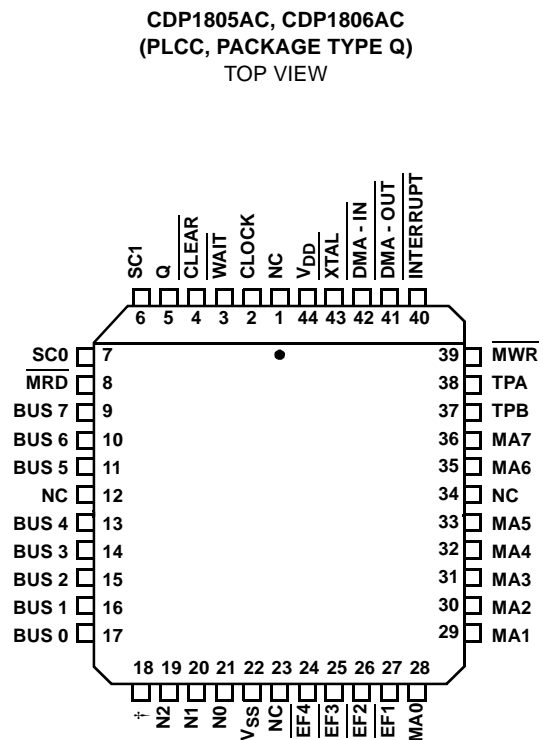 CDP1805AC, CDP1806AC
(PLCC, PACKAGE TYPE Q)
TOP VIEW
SC1 Q CLEAR WAIT CLOCK NC VDD XTAL DMA - IN DMA - OUT INTERRUPT
6 5 4 3 2 1 44 43 42 41 40
SC0 7 39 MWR
MRD 8 38 TPA
BUS 7 9 37 TPB
BUS 6 10 36 MA7
BUS 5 11 35 MA6
NC 12 34 NC
BUS 4 13 33 MA5
BUS 3 14 32 MA4
BUS 2 15 31 MA3
BUS 1 16 30 MA2
BUS 0 17 29 MA1
18 19 20 21 22 23 24 25 26 27 28
† N2 N1 N0 VSS NC EF4 EF3 EF2 EF1 MA0